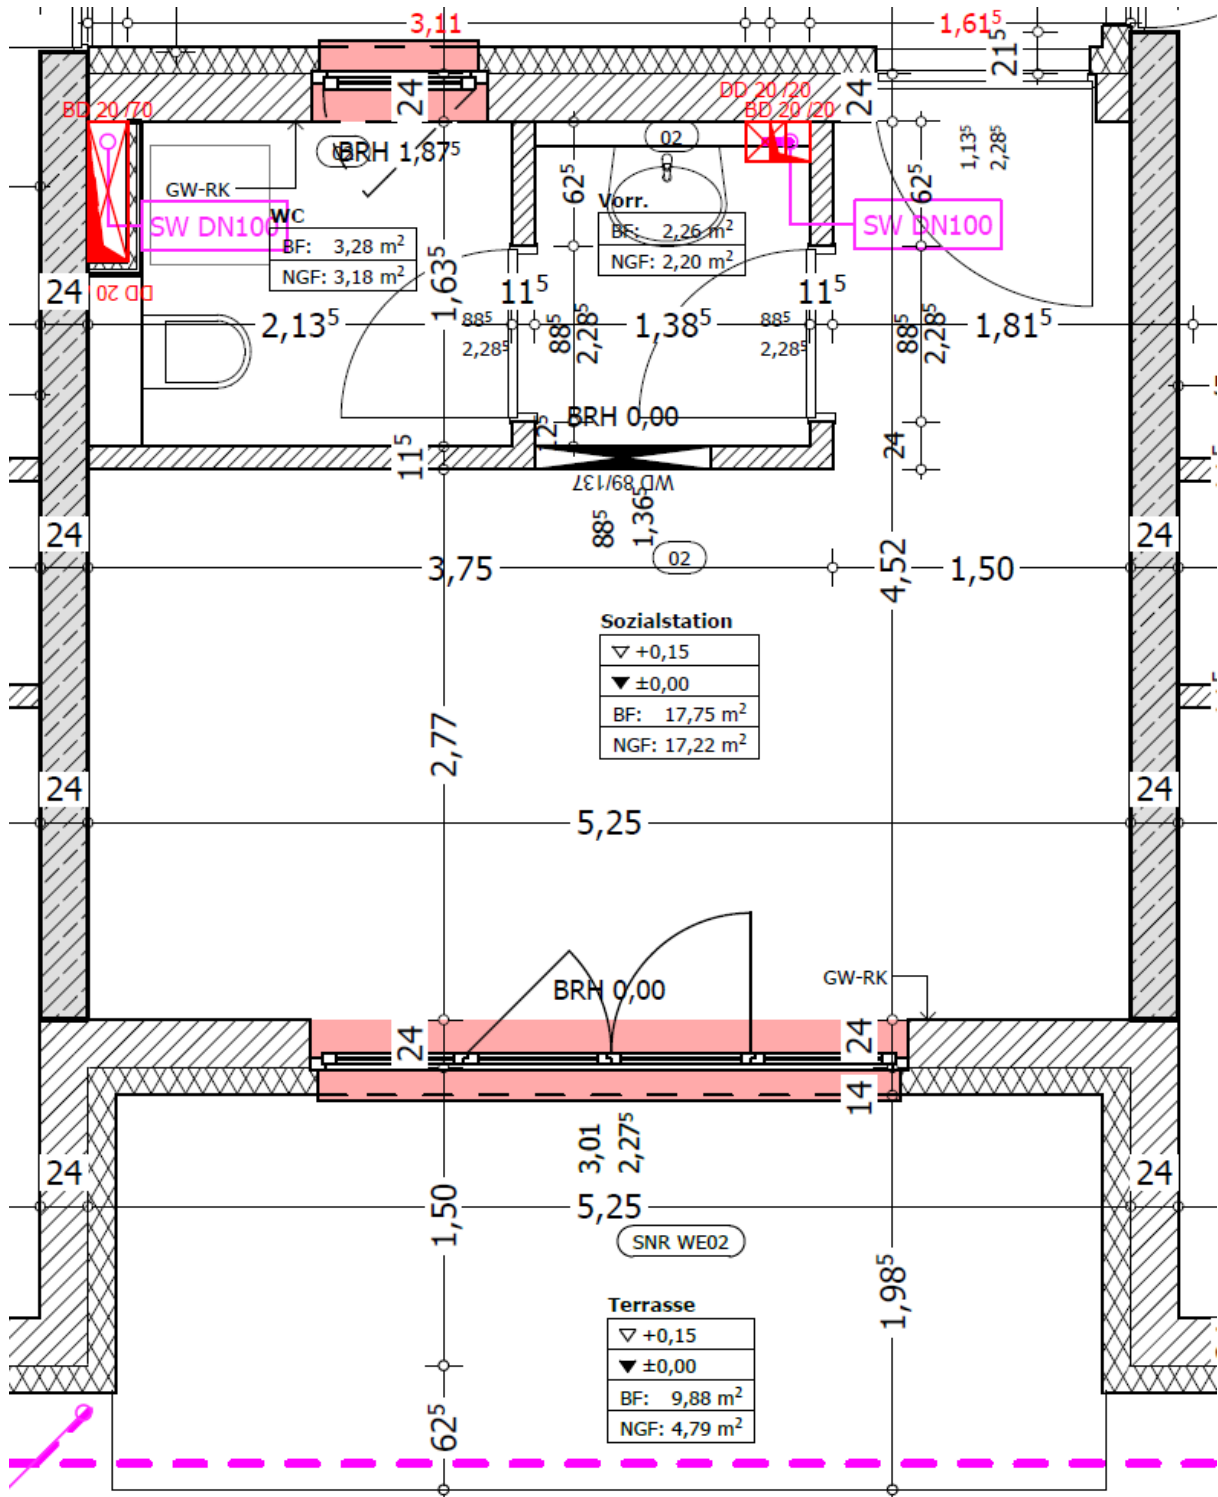 3,11
1,61⁵
21⁵
24
24
DD 20 /20
BD 20 /20
BD 20 /70
02
BRH 1,87⁵
1,13⁵
2,28⁵
GW-RK
62⁵
62⁵
Vorr.
BF: 2,26 m²
NGF: 2,20 m²
WC
BF: 3,28 m²
NGF: 3,18 m²
SW DN100
SW DN100
1,63⁵
24
DD 20
11⁵
11⁵
2,13⁵
88⁵
2,28⁵
88⁵
2,28⁵
1,38⁵
88⁵
2,28⁵
88⁵
2,28⁵
1,81⁵
BRH 0,00
12⁵
24
11⁵
WD 89/137
88⁵
1,36⁵
24
24
02
3,75
4,52
1,50
Sozialstation
▽ +0,15
▼ ±0,00
BF: 17,75 m²
NGF: 17,22 m²
2,77
24
24
5,25
GW-RK
BRH 0,00
24
24
14
3,01
2,27⁵
24
24
1,50
5,25
SNR WE02
1,98⁵
Terrasse
▽ +0,15
▼ ±0,00
BF: 9,88 m²
NGF: 4,79 m²
62⁵